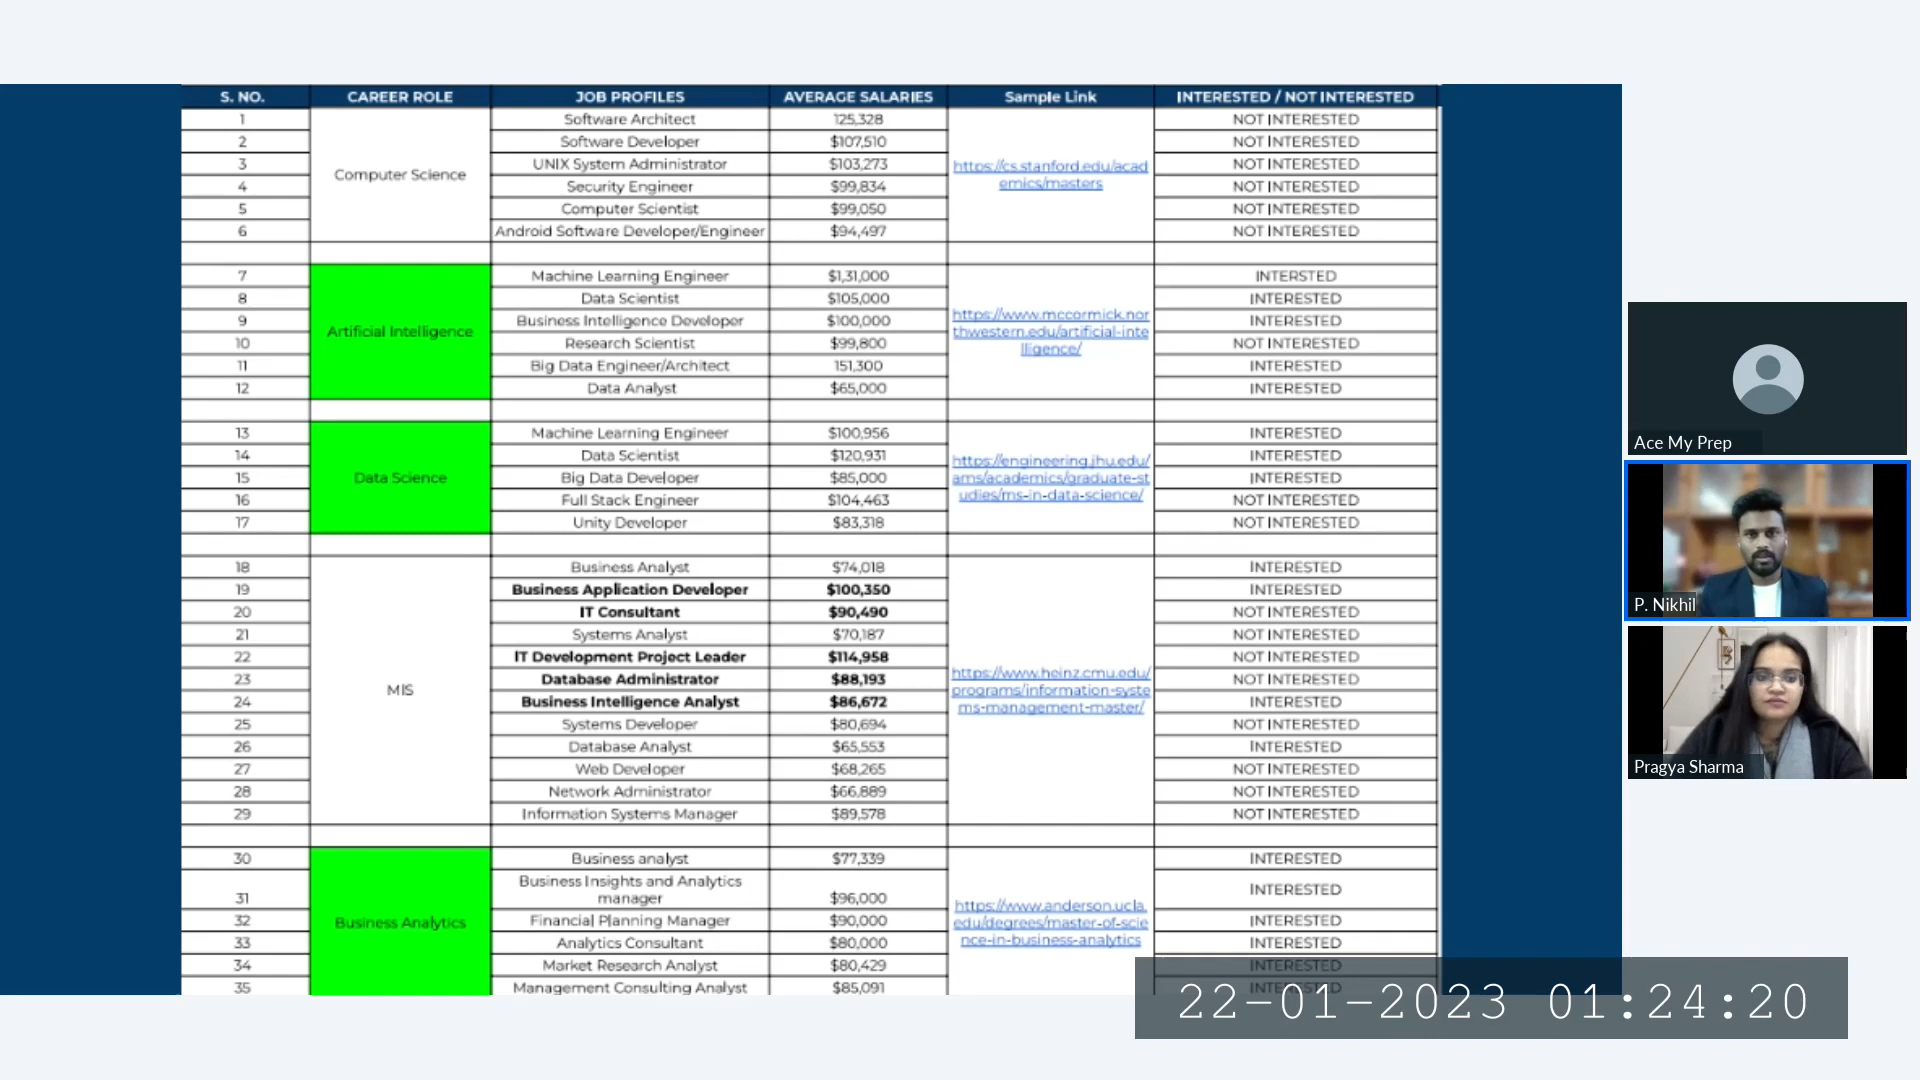 S. NO. CAREER ROLE JOB PROFILES AVERAGE SALARIES Sample Link INTERESTED / NOT INTERESTED
1 Software Architect 125,328 NOT INTERESTED
2 Software Developer $107,510 NOT INTERESTED
3 UNIX System Administrator $103,273 NOT INTERESTED
Computer Science
https://cs.stanford.edu/acad
emics/masters
4 Security Engineer $99,834 NOT INTERESTED
5 Computer Scientist $99,050 NOT INTERESTED
6 Android Software Developer/Engineer $94,497 NOT INTERESTED
7 Machine Learning Engineer $1,31,000 INTERSTED
8 Data Scientist $105,000 INTERESTED
9 Business Intelligence Developer $100,000 INTERESTED
Artificial Intelligence
https://www.mccormick.nor
thwestern.edu/artificial-inte
lligence/
10 Research Scientist $99,800 NOT INTERESTED
11 Big Data Engineer/Architect 151,300 INTERESTED
12 Data Analyst $65,000 INTERESTED
13 Machine Learning Engineer $100,956 INTERESTED
14 Data Scientist $120,931 INTERESTED
15 Big Data Developer $85,000 INTERESTED
Data Science
https://engineering.jhu.edu/
ams/academics/graduate-st
udies/ms-in-data-science/
16 Full Stack Engineer $104,463 NOT INTERESTED
17 Unity Developer $83,318 NOT INTERESTED
18 Business Analyst $74,018 INTERESTED
19 Business Application Developer $100,350 INTERESTED
20 IT Consultant $90,490 NOT INTERESTED
21 Systems Analyst $70,187 NOT INTERESTED
22 IT Development Project Leader $114,958 NOT INTERESTED
23 Database Administrator $88,193 NOT INTERESTED
MIS
https://www.heinz.cmu.edu/
programs/information-syste
ms-management-master/
24 Business Intelligence Analyst $86,672 INTERESTED
25 Systems Developer $80,694 NOT INTERESTED
26 Database Analyst $65,553 INTERESTED
27 Web Developer $68,265 NOT INTERESTED
28 Network Administrator $66,889 NOT INTERESTED
29 Information Systems Manager $89,578 NOT INTERESTED
30 Business analyst $77,339 INTERESTED
31 Business Insights and Analytics
manager $96,000 INTERESTED
32 Financial Planning Manager $90,000 INTERESTED
Business Analytics
https://www.anderson.ucla.
edu/degrees/master-of-scie
nce-in-business-analytics
33 Analytics Consultant $80,000 INTERESTED
34 Market Research Analyst $80,429 INTERESTED
35 Management Consulting Analyst $85,091
Ace My Prep
P. Nikhil
Pragya Sharma
22-01-2023 01:24:20